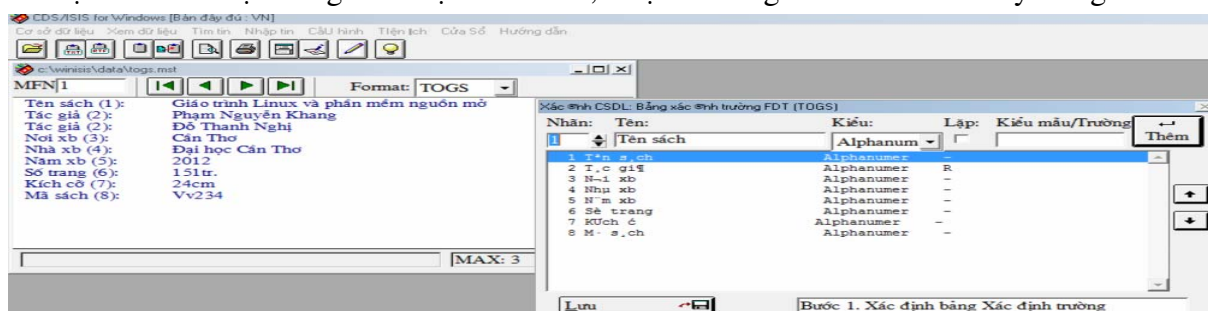 CDS/ISIS for Windows [Bản đầy đủ : VN]
Cơ sở dữ liệu Xem dữ liệu Tìm tin Nhập tin Cấu hình Tiện ích Cửa Sổ Hướng dẫn
c:\winisis\data\togs.mst
MFN 1 Format: TOGS
Tên sách (1): Giáo trình Linux và phần mềm nguồn mở
Tác giả (2): Phạm Nguyên Khang
Tác giả (2): Đỗ Thanh Nghị
Nơi xb (3): Cần Thơ
Nhà xb (4): Đại học Cần Thơ
Năm xb (5): 2012
Số trang (6): 151tr.
Kích cỡ (7): 24cm
Mã sách (8): Vv234
MAX: 3
Xác ®Þnh CSDL: Bảng xác ®Þnh trường FDT (TOGS)
Nhãn: Tên: Kiểu: Lặp: Kiểu mẫu/Trường
1 Tên sách Alphanum Thêm
1 T*n s¸ch Alphanumer -
2 T¸c gi¶ Alphanumer R
3 N¬i xb Alphanumer -
4 Nhµ xb Alphanumer -
5 N¨m xb Alphanumer -
6 Sè trang Alphanumer -
7 Alphanumer -
8 M· s¸ch Alphanumer -
Lưu Bước 1. Xác định bảng Xác định trường